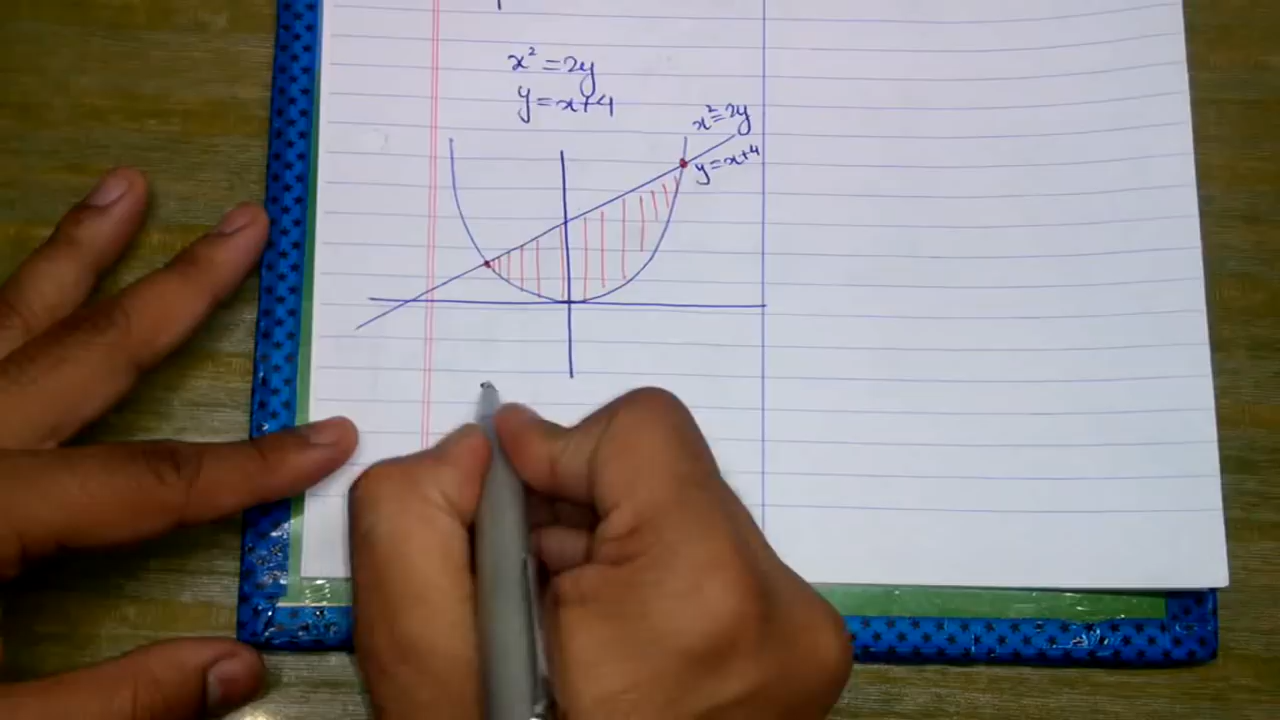 x² = 2y
y = x+4
x² = 2y
y = x+4